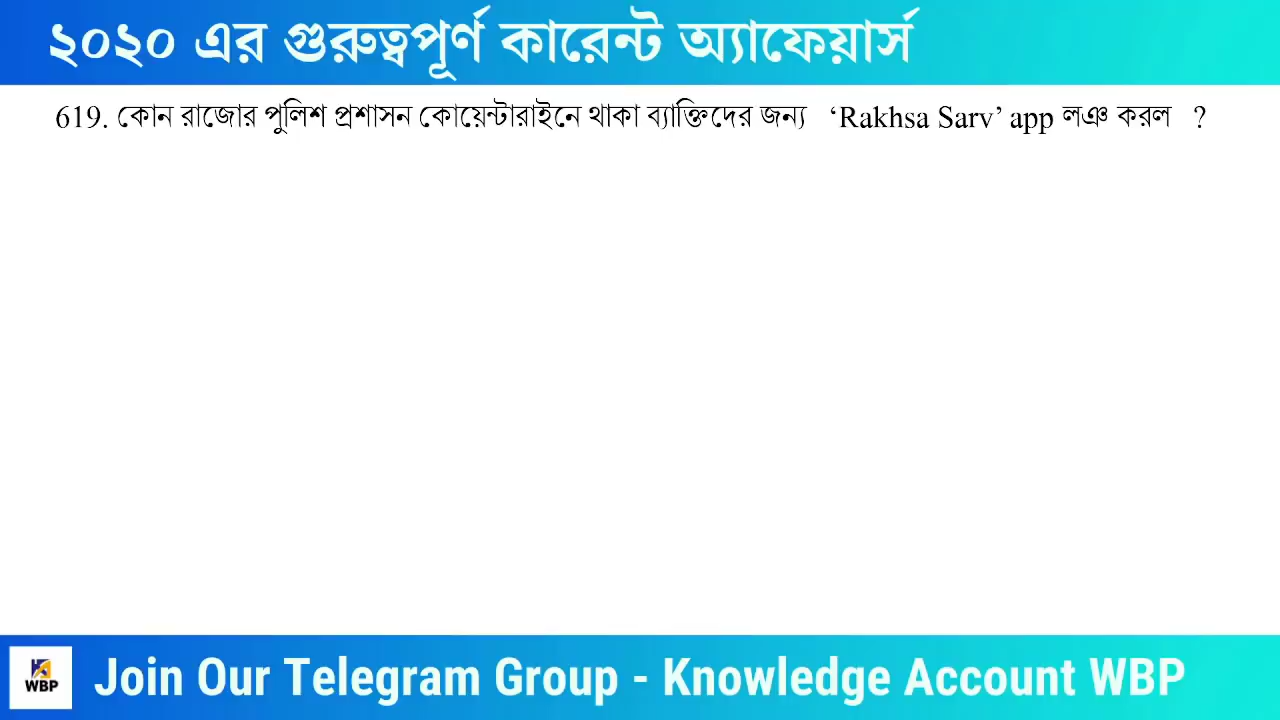 ২০২০ এর গুরুত্বপূর্ণ কারেন্ট অ্যাফেয়ার্স
619. কোন রাজ্যের পুলিশ প্রশাসন কোয়েন্টারাইনে থাকা ব্যাক্তিদের জন্য ‘Rakhsa Sarv’ app লঞ্চ করল ?
WBP
Join Our Telegram Group - Knowledge Account WBP